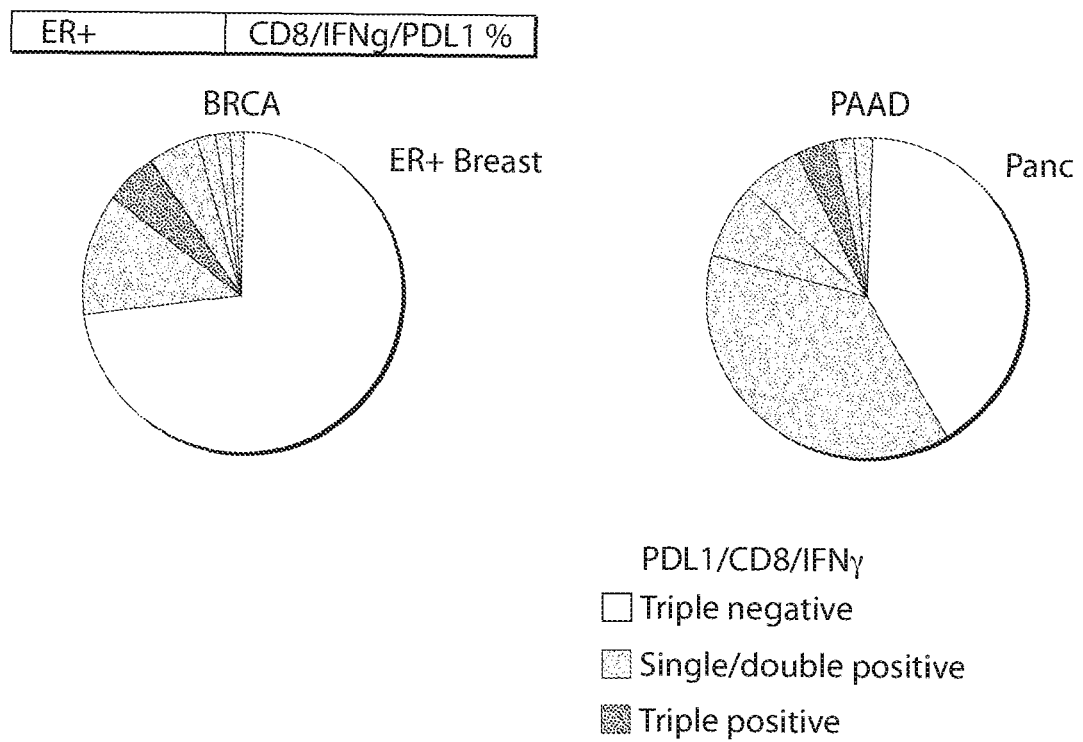 ER+ CD8/IFNg/PDL1 %
BRCA
ER+ Breast
PAAD
Panc
PDL1/CD8/IFNγ
Triple negative
Single/double positive
Triple positive